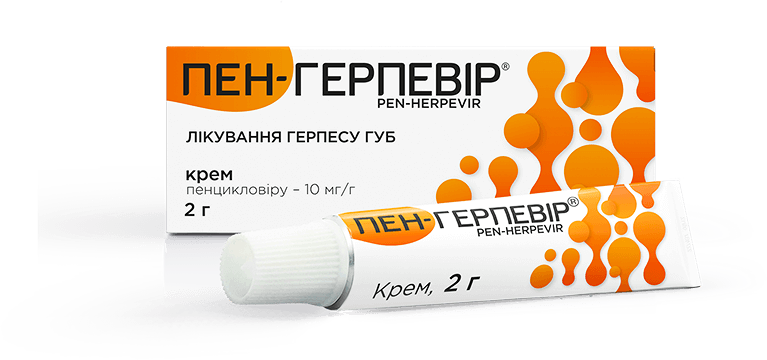 ПЕН-ГЕРПЕВІР®
PEN-HERPEVIR
ЛІКУВАННЯ ГЕРПЕСУ ГУБ
крем
пенцикловіру – 10 мг/г
2 г
ПЕН-ГЕРПЕВІР®
PEN-HERPEVIR
Крем, 2 г